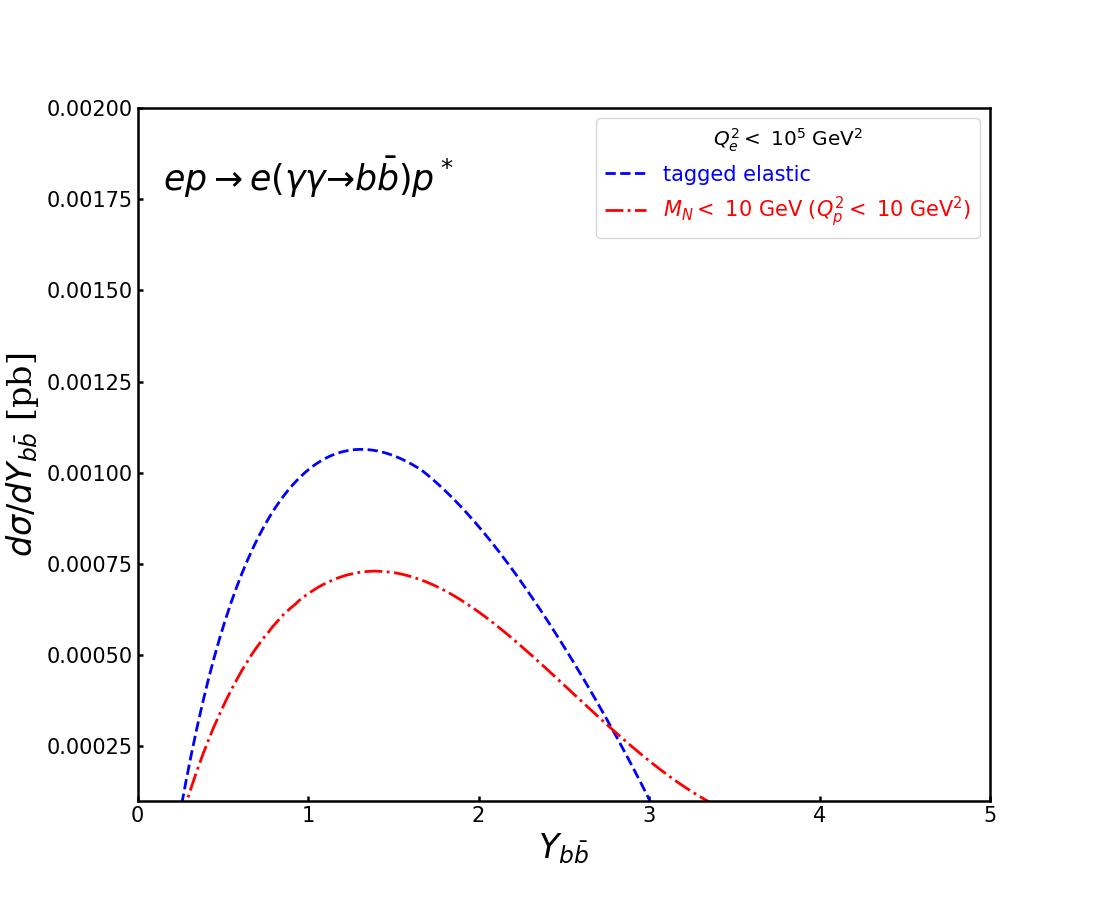 0.00200
0.00175
0.00150
0.00125
0.00100
0.00075
0.00050
0.00025
dσ/dY_{bb̄} [pb]
ep → e(γγ→bb̄)p^*
Q_e^2 < 10^5 GeV^2
tagged elastic
M_N < 10 GeV (Q_p^2 < 10 GeV^2)
0 1 2 3 4 5
Y_{bb̄}